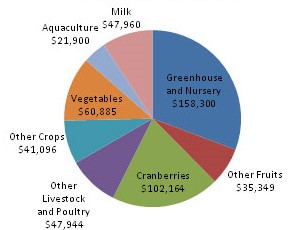 Milk
$47,960
Aquaculture
$21,900
Greenhouse
and Nursery
$158,300
Vegetables
$60,885
Other Crops
$41,096
Other Fruits
$35,349
Cranberries
$102,164
Other
Livestock
and Poultry
$47,944